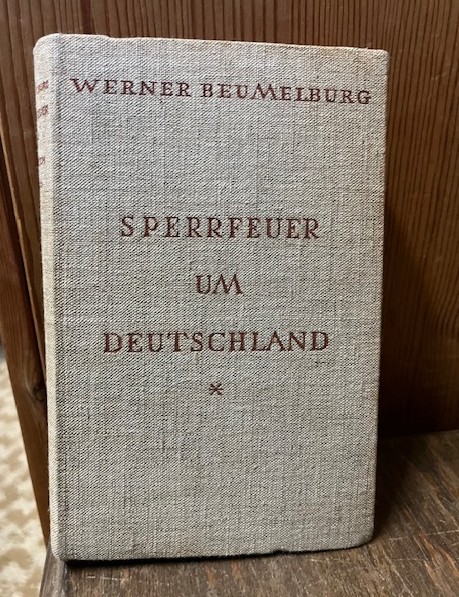 WERNER BEUMELBURG
SPERRFEUER
UM
DEUTSCHLAND
*